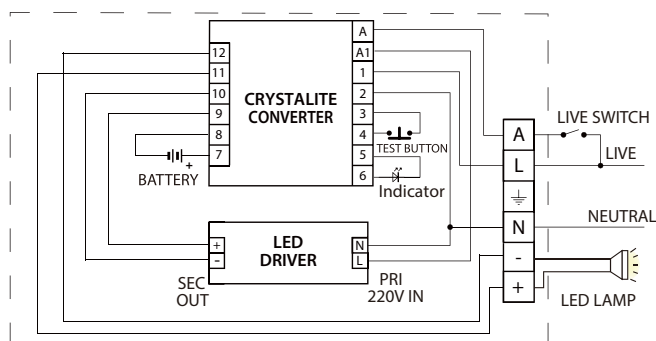 A
12
A1
11
1
10
2
CRYSTALITE
CONVERTER
9
3
8
4
TEST BUTTON
7
5
6
+
BATTERY
Indicator
A
LIVE SWITCH
L
LIVE
N
NEUTRAL
-
+
LED LAMP
LED
DRIVER
+
-
N
L
SEC
OUT
PRI
220V IN